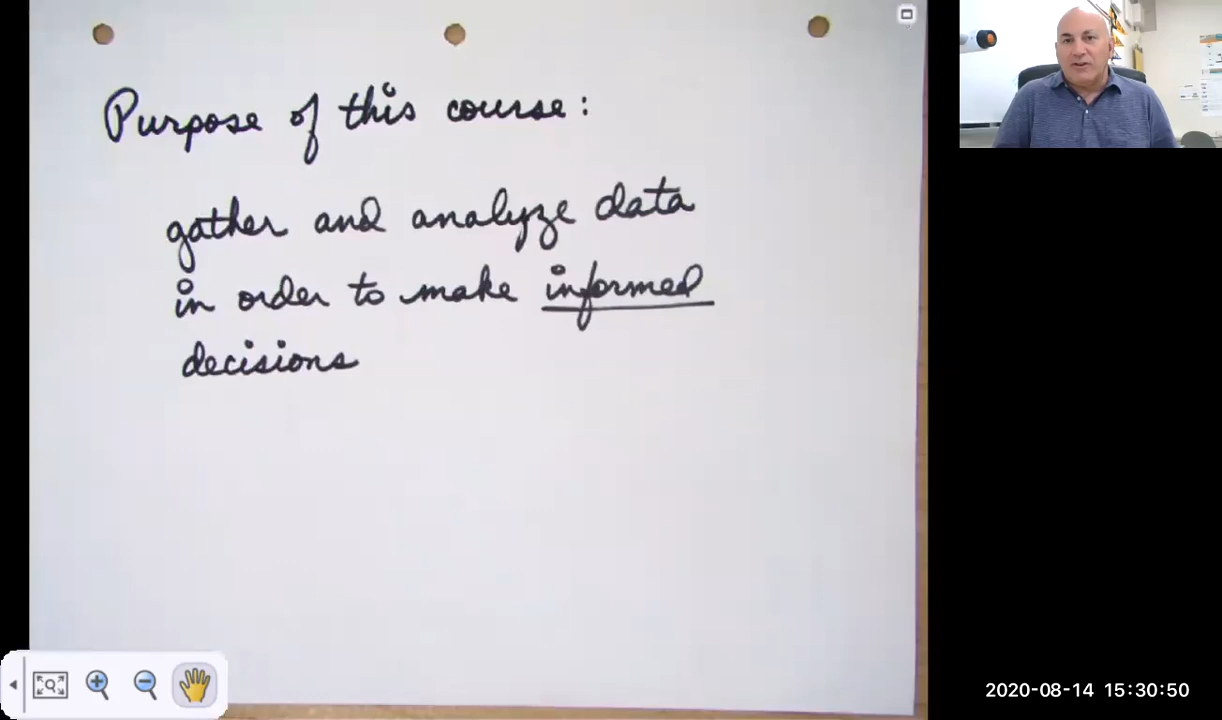 Purpose of this course:
gather and analyze data
in order to make informed
decisions
2020-08-14 15:30:50